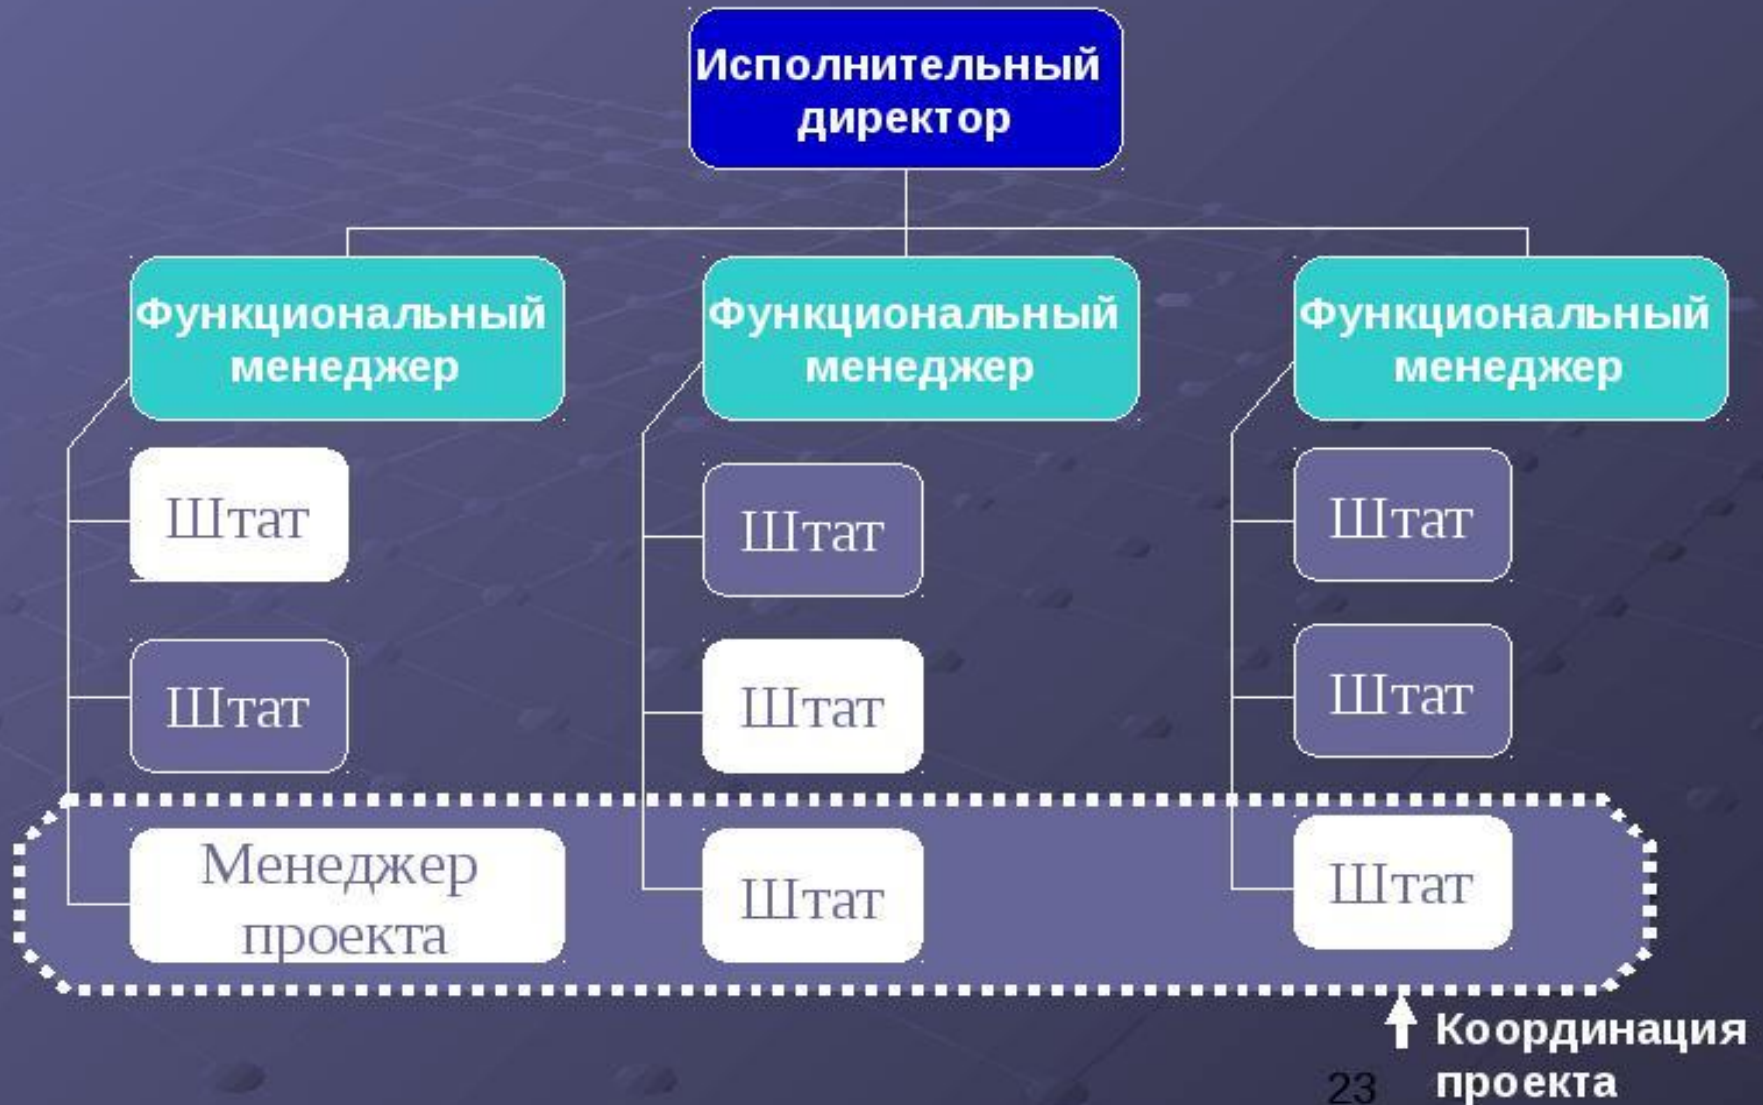 Исполнительный
директор
Функциональный
менеджер
Функциональный
менеджер
Функциональный
менеджер
Штат
Штат
Штат
Штат
Штат
Штат
Менеджер
проекта
Штат
Штат
Координация
проекта
23